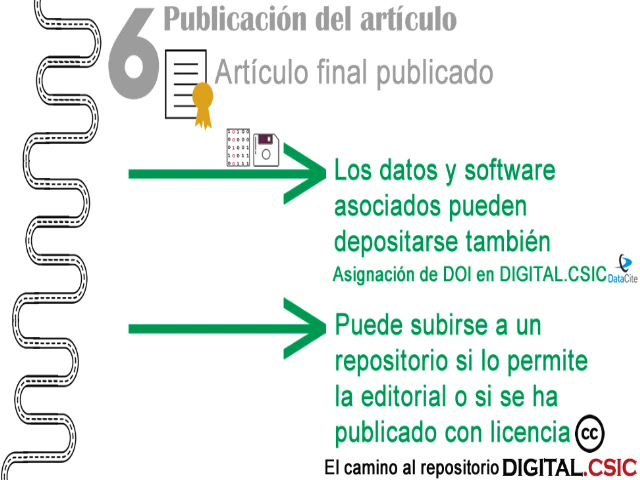 6 Publicación del artículo
Artículo final publicado
Los datos y software
asociados pueden
depositarse también
Asignación de DOI en DIGITAL.CSIC DataCite
Puede subirse a un
repositorio si lo permite
la editorial o si se ha
publicado con licencia cc
El camino al repositorio DIGITAL.CSIC